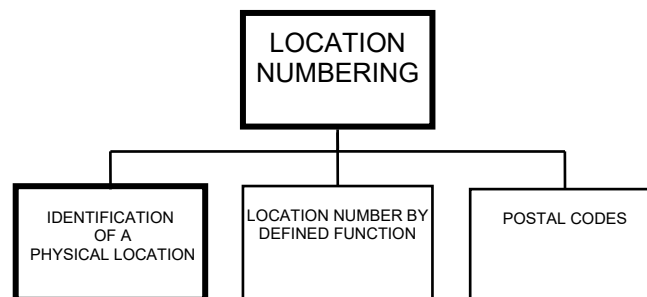 LOCATION
NUMBERING
IDENTIFICATION
OF A
PHYSICAL LOCATION
LOCATION NUMBER BY
DEFINED FUNCTION
POSTAL CODES